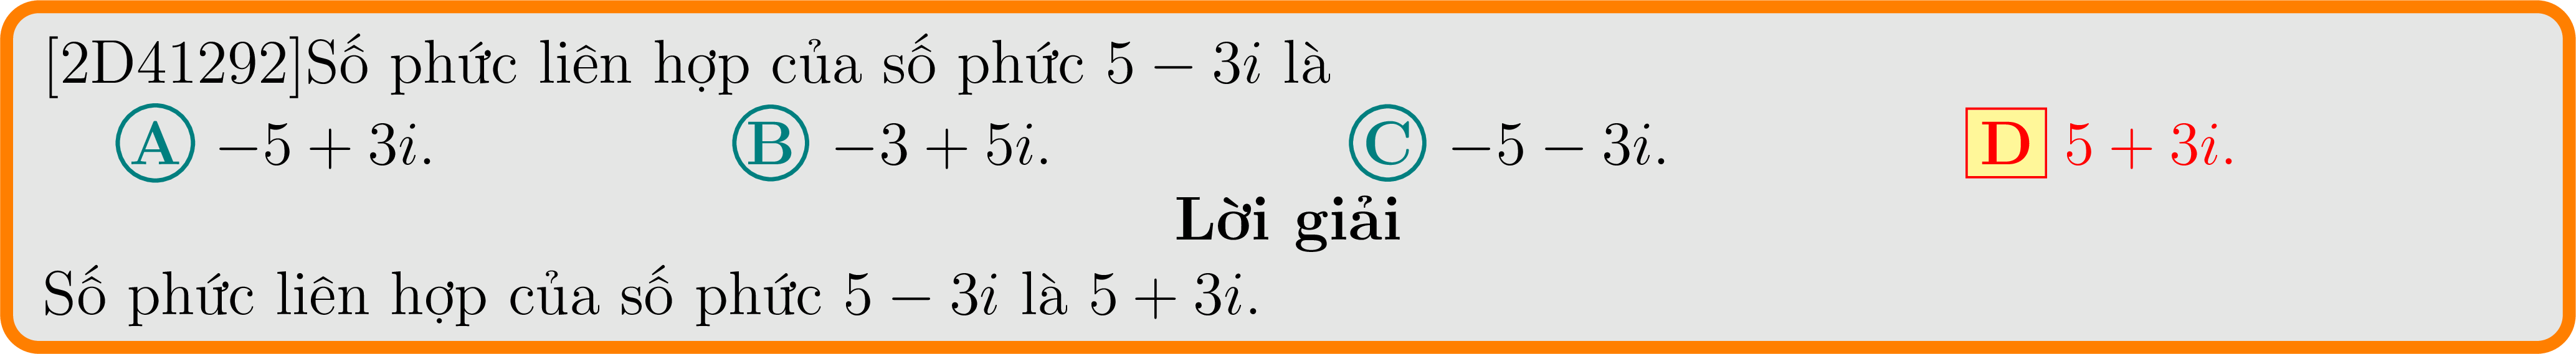 [2D41292]Số phức liên hợp của số phức 5 − 3i là
A −5 + 3i. B −3 + 5i. C −5 − 3i. D 5 + 3i.
Lời giải
Số phức liên hợp của số phức 5 − 3i là 5 + 3i.